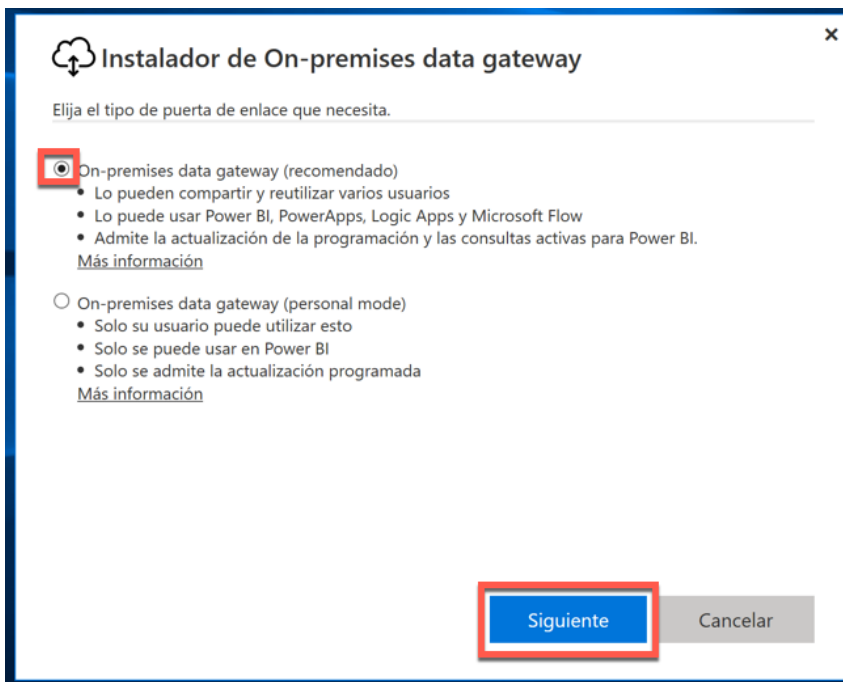 Instalador de On-premises data gateway
Elija el tipo de puerta de enlace que necesita.
On-premises data gateway (recomendado)
• Lo pueden compartir y reutilizar varios usuarios
• Lo puede usar Power BI, PowerApps, Logic Apps y Microsoft Flow
• Admite la actualización de la programación y las consultas activas para Power BI.
Más información
On-premises data gateway (personal mode)
• Solo su usuario puede utilizar esto
• Solo se puede usar en Power BI
• Solo se admite la actualización programada
Más información
Siguiente
Cancelar